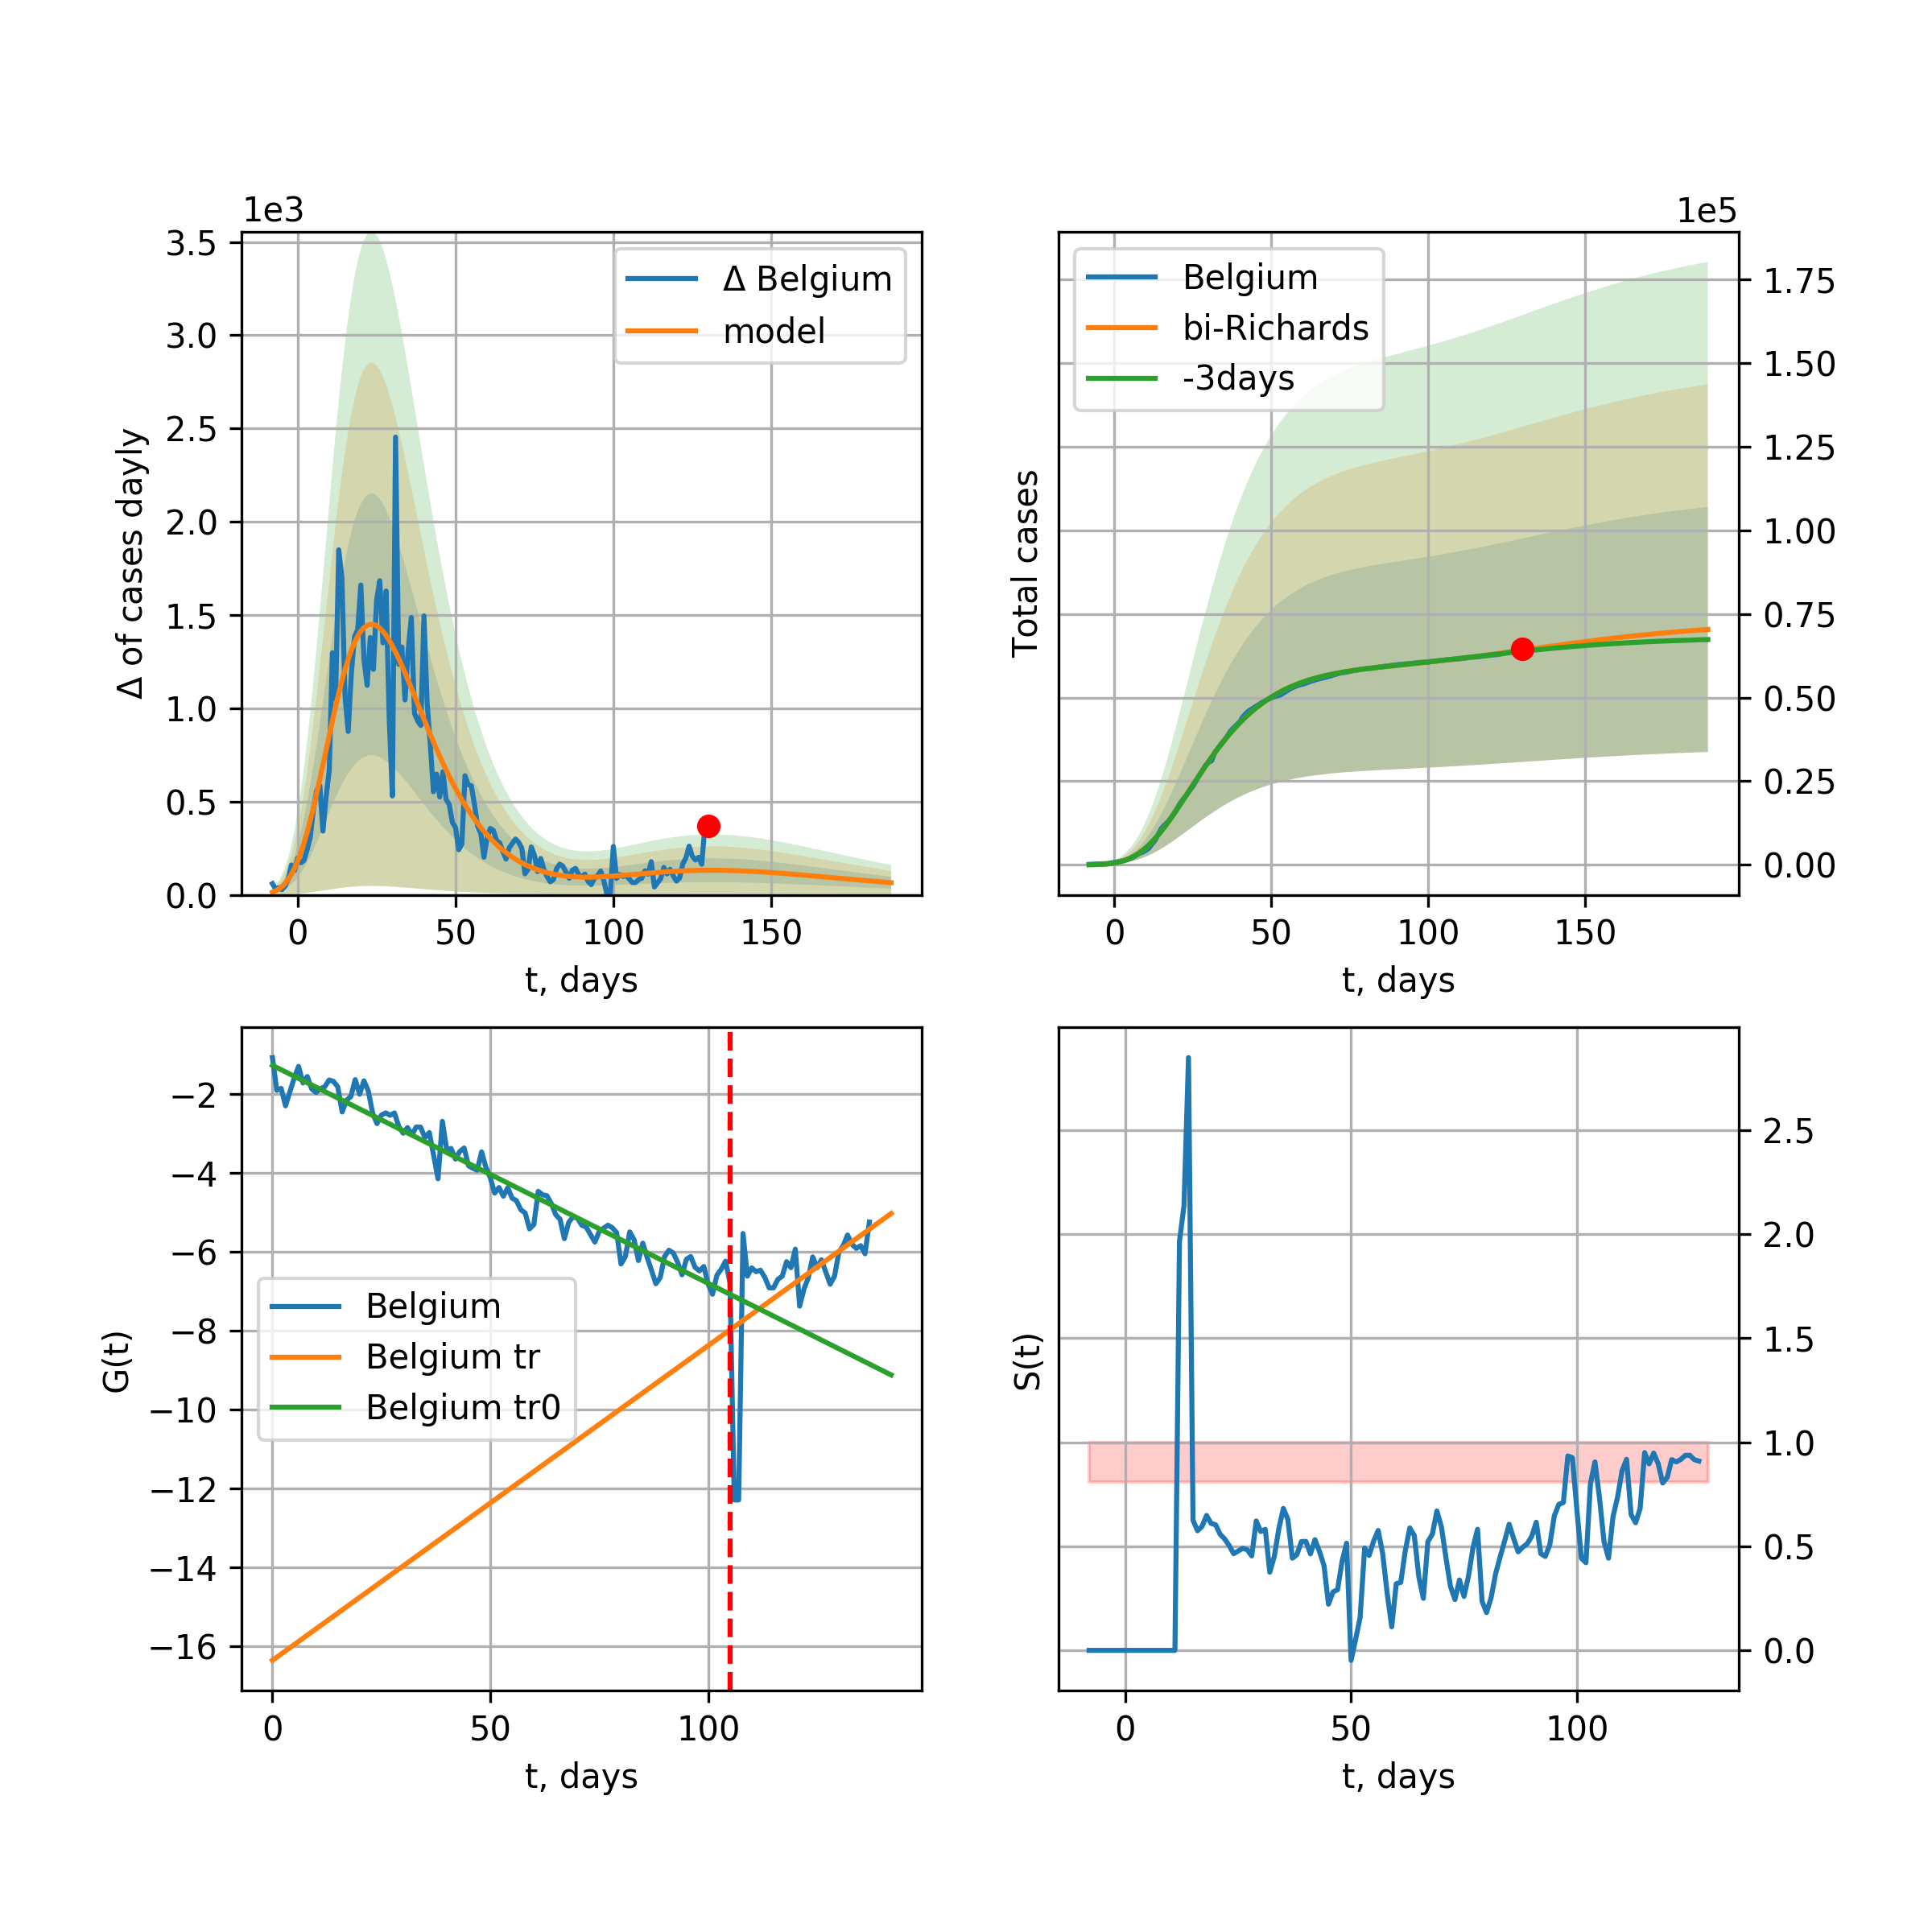 1e3
3.5
3.0
2.5
2.0
1.5
1.0
0.5
0.0
Δ of cases dayly
Δ Belgium
model
0 50 100 150
t, days
1e5
Total cases
Belgium
bi-Richards
-3days
1.75
1.50
1.25
1.00
0.75
0.50
0.25
0.00
0 50 100 150
t, days
−2
−4
−6
−8
−10
−12
−14
−16
G(t)
Belgium
Belgium tr
Belgium tr0
0 50 100
t, days
S(t)
2.5
2.0
1.5
1.0
0.5
0.0
0 50 100
t, days